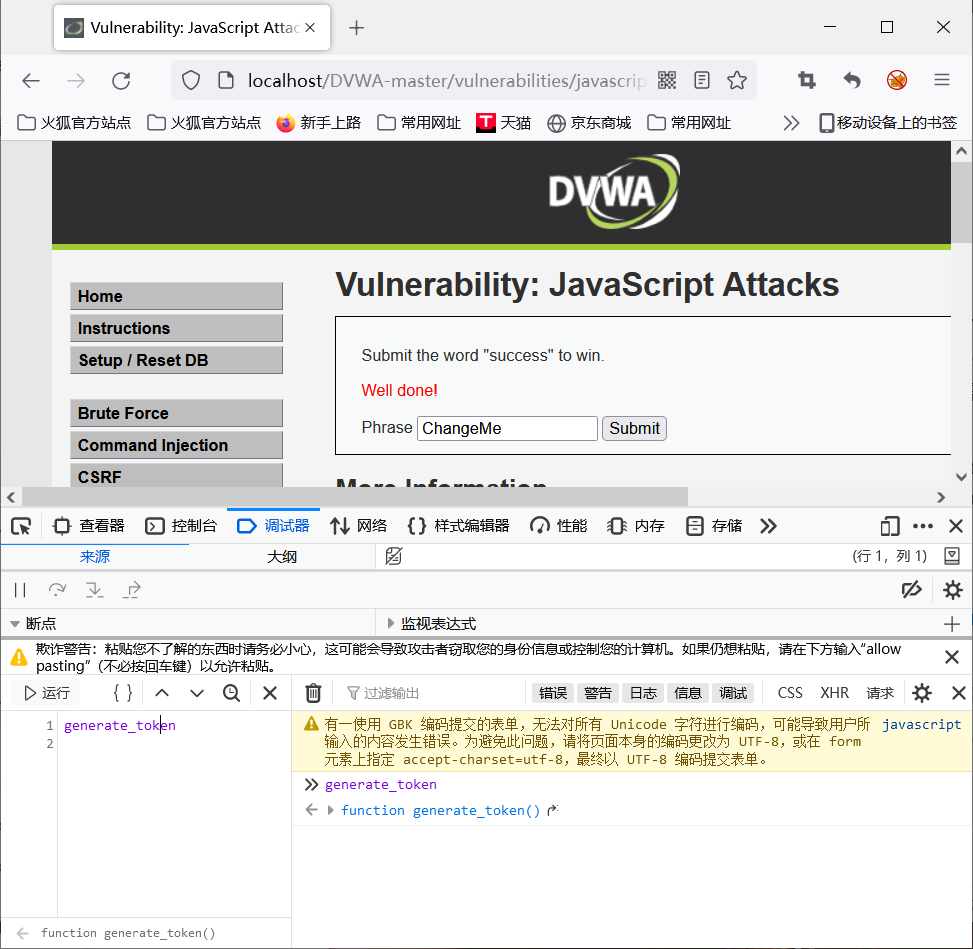 Vulnerability: JavaScript Attac
localhost/DVWA-master/vulnerabilities/javascrip
火狐官方站点 火狐官方站点 新手上路 常用网址 天猫 京东商城 常用网址 移动设备上的书签
DVWA
Home
Instructions
Setup / Reset DB
Brute Force
Command Injection
CSRF
Vulnerability: JavaScript Attacks
Submit the word "success" to win.
Well done!
Phrase ChangeMe Submit
More Information
查看器 控制台 调试器 网络 样式编辑器 性能 内存 存储
来源 大纲 (行 1，列 1)
断点 监视表达式
欺诈警告：粘贴您不了解的东西时请务必小心，这可能会导致攻击者窃取您的身份信息或控制您的计算机。如果仍想粘贴，请在下方输入“allow
pasting”（不必按回车键）以允许粘贴。
运行 过滤输出 错误 警告 日志 信息 调试 CSS XHR 请求
1 generate_token
2
有一使用 GBK 编码提交的表单，无法对所有 Unicode 字符进行编码，可能导致用户所 javascript
输入的内容发生错误。为避免此问题，请将页面本身的编码更改为 UTF-8，或在 form
元素上指定 accept-charset=utf-8，最终以 UTF-8 编码提交表单。
generate_token
function generate_token()
function generate_token()